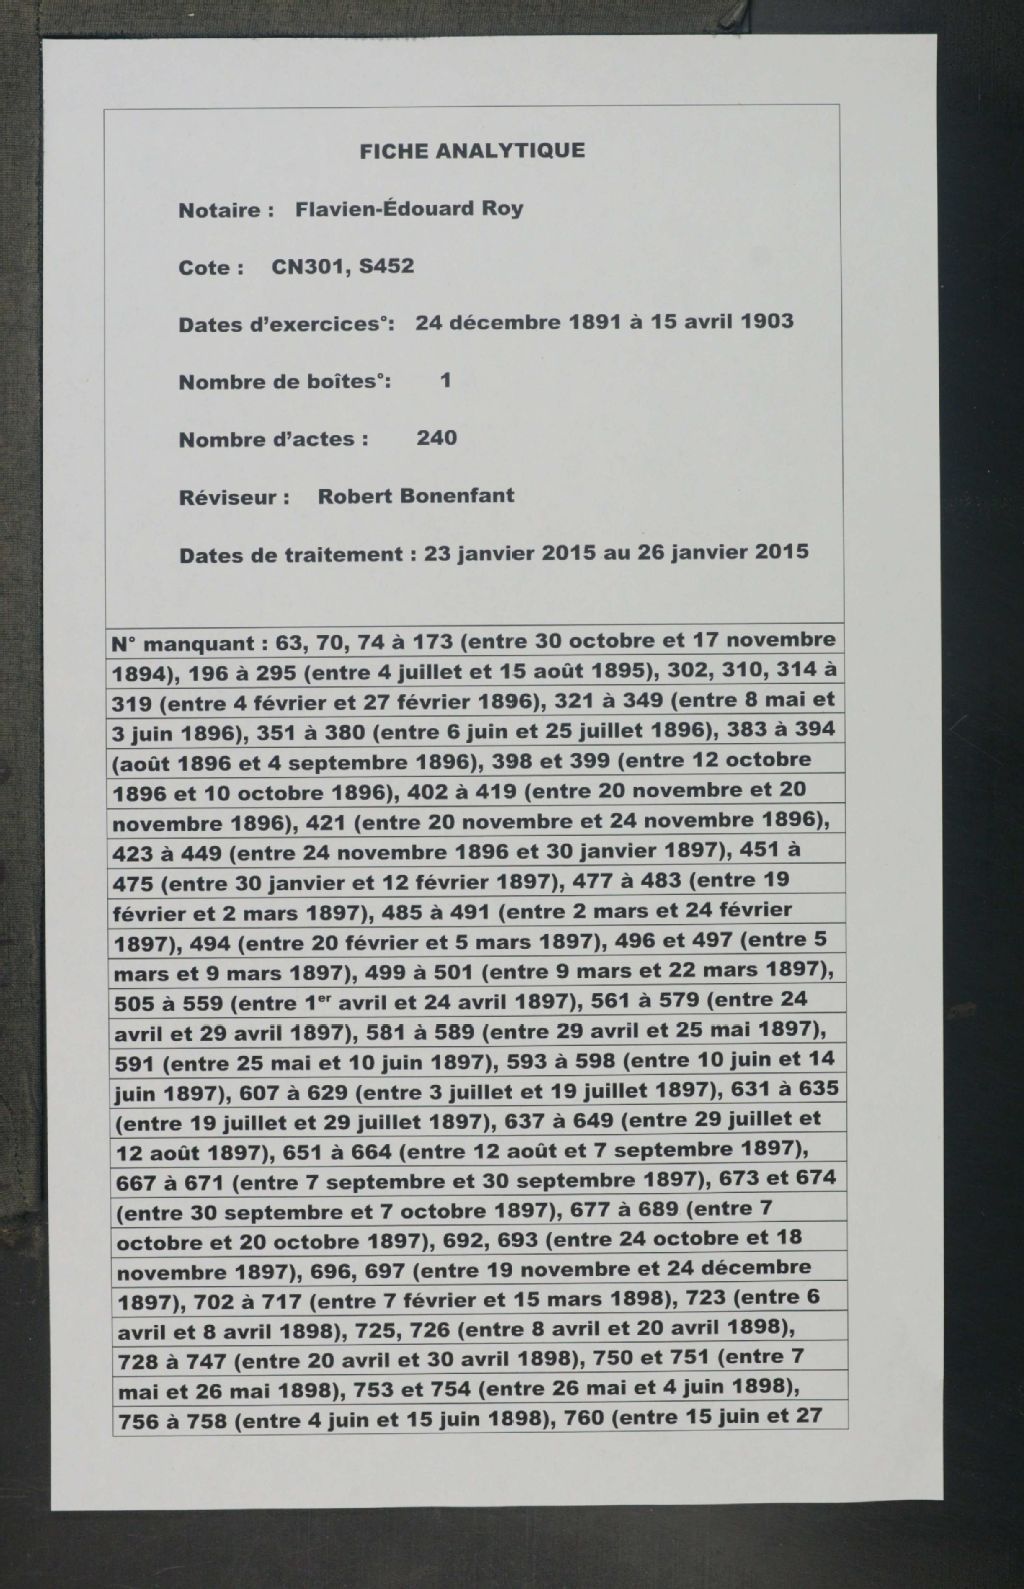 FICHE ANALYTIQUE
Notaire : Flavien-Édouard Roy
Cote : CN301, S452
Dates d'exercices°: 24 décembre 1891 à 15 avril 1903
Nombre de boîtes°: 1
Nombre d'actes : 240
Réviseur : Robert Bonenfant
Dates de traitement : 23 janvier 2015 au 26 janvier 2015
N° manquant : 63, 70, 74 à 173 (entre 30 octobre et 17 novembre
1894), 196 à 295 (entre 4 juillet et 15 août 1895), 302, 310, 314 à
319 (entre 4 février et 27 février 1896), 321 à 349 (entre 8 mai et
3 juin 1896), 351 à 380 (entre 6 juin et 25 juillet 1896), 383 à 394
(août 1896 et 4 septembre 1896), 398 et 399 (entre 12 octobre
1896 et 10 octobre 1896), 402 à 419 (entre 20 novembre et 20
novembre 1896), 421 (entre 20 novembre et 24 novembre 1896),
423 à 449 (entre 24 novembre 1896 et 30 janvier 1897), 451 à
475 (entre 30 janvier et 12 février 1897), 477 à 483 (entre 19
février et 2 mars 1897), 485 à 491 (entre 2 mars et 24 février
1897), 494 (entre 20 février et 5 mars 1897), 496 et 497 (entre 5
mars et 9 mars 1897), 499 à 501 (entre 9 mars et 22 mars 1897),
505 à 559 (entre 1er avril et 24 avril 1897), 561 à 579 (entre 24
avril et 29 avril 1897), 581 à 589 (entre 29 avril et 25 mai 1897),
591 (entre 25 mai et 10 juin 1897), 593 à 598 (entre 10 juin et 14
juin 1897), 607 à 629 (entre 3 juillet et 19 juillet 1897), 631 à 635
(entre 19 juillet et 29 juillet 1897), 637 à 649 (entre 29 juillet et
12 août 1897), 651 à 664 (entre 12 août et 7 septembre 1897),
667 à 671 (entre 7 septembre et 30 septembre 1897), 673 et 674
(entre 30 septembre et 7 octobre 1897), 677 à 689 (entre 7
octobre et 20 octobre 1897), 692, 693 (entre 24 octobre et 18
novembre 1897), 696, 697 (entre 19 novembre et 24 décembre
1897), 702 à 717 (entre 7 février et 15 mars 1898), 723 (entre 6
avril et 8 avril 1898), 725, 726 (entre 8 avril et 20 avril 1898),
728 à 747 (entre 20 avril et 30 avril 1898), 750 et 751 (entre 7
mai et 26 mai 1898), 753 et 754 (entre 26 mai et 4 juin 1898),
756 à 758 (entre 4 juin et 15 juin 1898), 760 (entre 15 juin et 27